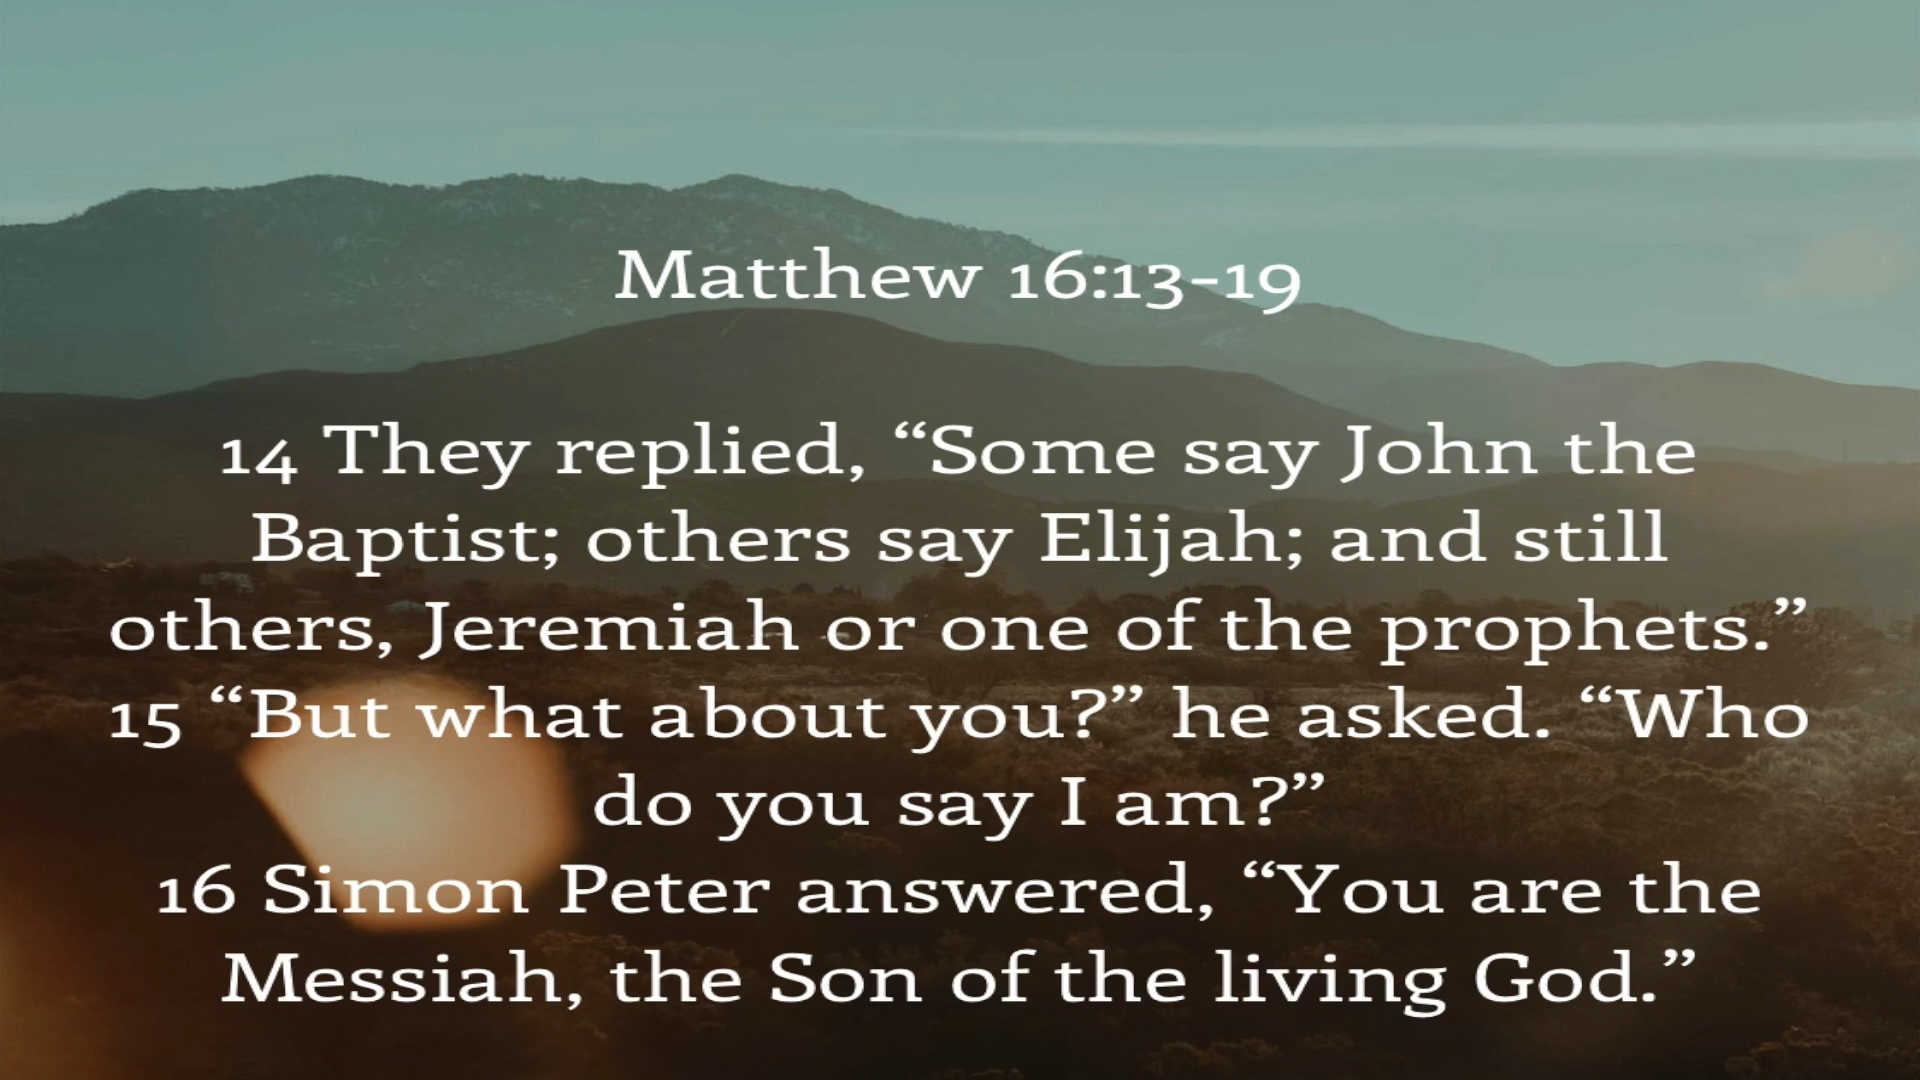 Matthew 16:13-19
14 They replied, “Some say John the
Baptist; others say Elijah; and still
others, Jeremiah or one of the prophets.”
15 “But what about you?” he asked. “Who
do you say I am?”
16 Simon Peter answered, “You are the
Messiah, the Son of the living God.”